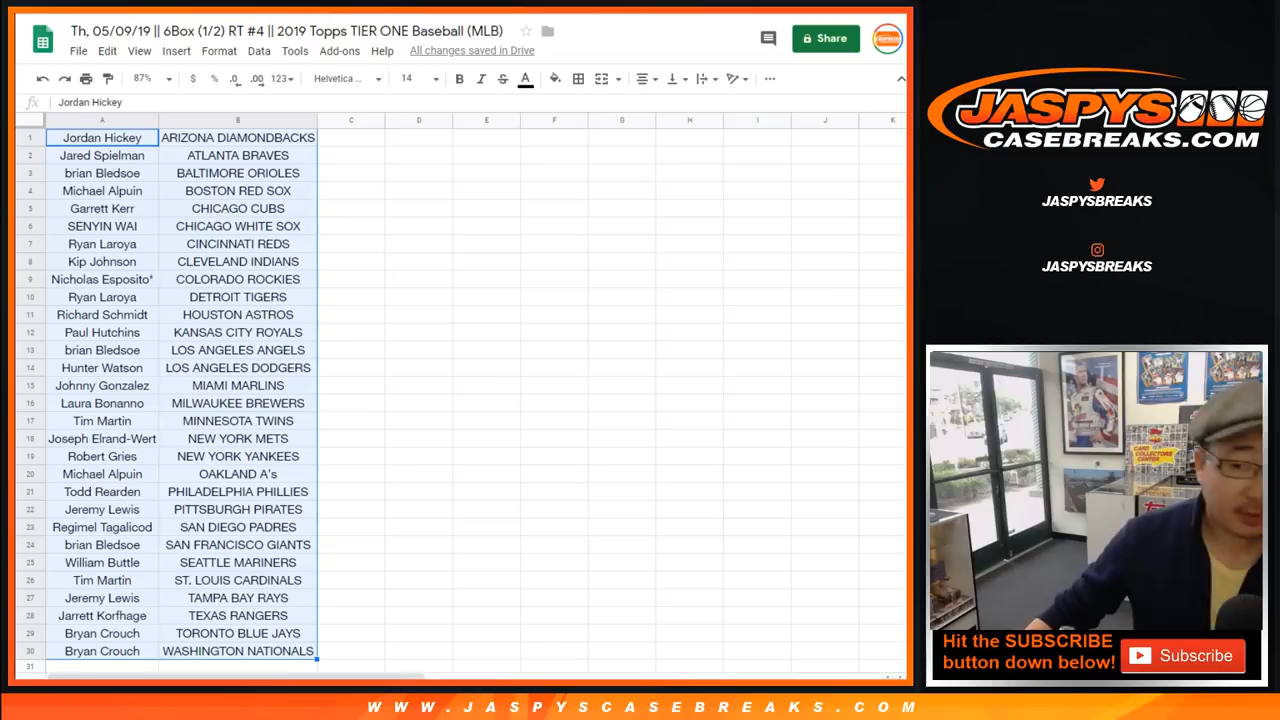 Th, 05/09/19 || 6Box (1/2) RT #4 || 2019 Topps TIER ONE Baseball (MLB)
File Edit View Insert Format Data Tools Add-ons Help All changes saved in Drive
Share
87% $ % .0 .00 123 Helvetica ... 14 B I S A
fx Jordan Hickey
A B C D E F G H I J K
1 Jordan Hickey ARIZONA DIAMONDBACKS
2 Jared Spielman ATLANTA BRAVES
3 brian Bledsoe BALTIMORE ORIOLES
4 Michael Alpuin BOSTON RED SOX
5 Garrett Kerr CHICAGO CUBS
6 SENYIN WAI CHICAGO WHITE SOX
7 Ryan Laroya CINCINNATI REDS
8 Kip Johnson CLEVELAND INDIANS
9 Nicholas Esposito* COLORADO ROCKIES
10 Ryan Laroya DETROIT TIGERS
11 Richard Schmidt HOUSTON ASTROS
12 Paul Hutchins KANSAS CITY ROYALS
13 brian Bledsoe LOS ANGELES ANGELS
14 Hunter Watson LOS ANGELES DODGERS
15 Johnny Gonzalez MIAMI MARLINS
16 Laura Bonanno MILWAUKEE BREWERS
17 Tim Martin MINNESOTA TWINS
18 Joseph Elrand-Wert NEW YORK METS
19 Robert Gries NEW YORK YANKEES
20 Michael Alpuin OAKLAND A's
21 Todd Rearden PHILADELPHIA PHILLIES
22 Jeremy Lewis PITTSBURGH PIRATES
23 Regimel Tagalicod SAN DIEGO PADRES
24 brian Bledsoe SAN FRANCISCO GIANTS
25 William Buttle SEATTLE MARINERS
26 Tim Martin ST. LOUIS CARDINALS
27 Jeremy Lewis TAMPA BAY RAYS
28 Jarrett Korfhage TEXAS RANGERS
29 Bryan Crouch TORONTO BLUE JAYS
30 Bryan Crouch WASHINGTON NATIONALS
31
JASPYS
CASEBREAKS.COM
JASPYSBREAKS
JASPYSBREAKS
CARD COLLECTORS CENTER
Hit the SUBSCRIBE
button down below!
Subscribe
WWW.JASPYSCASEBREAKS.COM